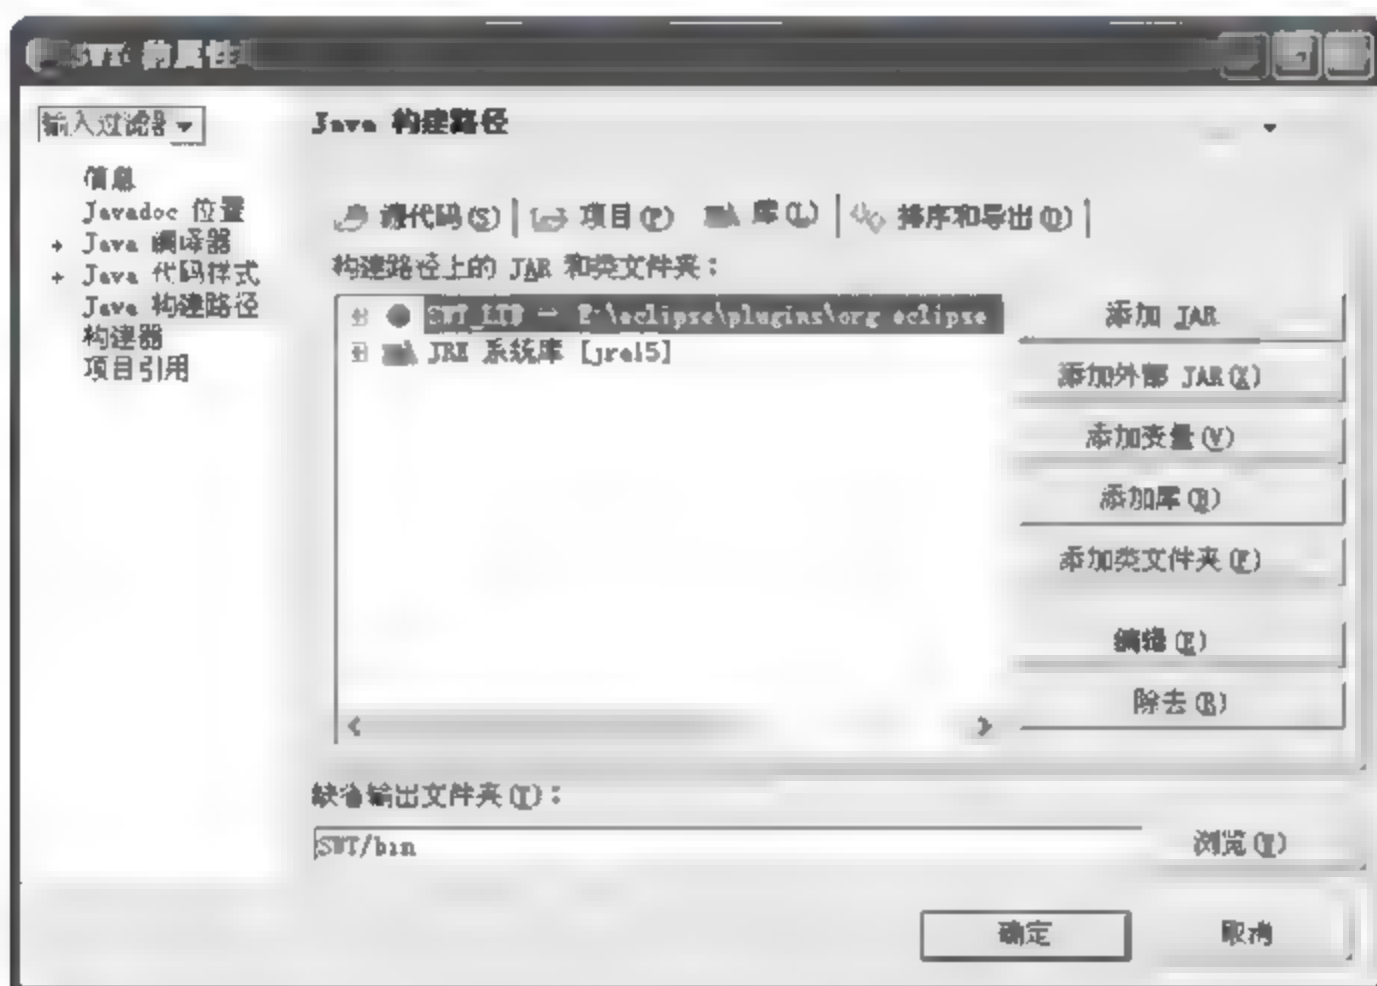 SWT 的属性
输入过滤器
信息
Javadoc 位置
Java 编译器
Java 代码样式
Java 构建路径
构建器
项目引用
Java 构建路径
源代码(S) 项目(P) 库(L) 排序和导出(O)
构建路径上的 JAR 和类文件夹：
SWT_LIB - E:\eclipse\plugins\org eclipse
JRE 系统库 [jre15]
添加 JAR
添加外部 JAR(X)
添加变量(V)
添加库(B)
添加类文件夹(F)
编辑(E)
除去(R)
缺省输出文件夹(T)：
SWT/bin
浏览(W)
确定
取消